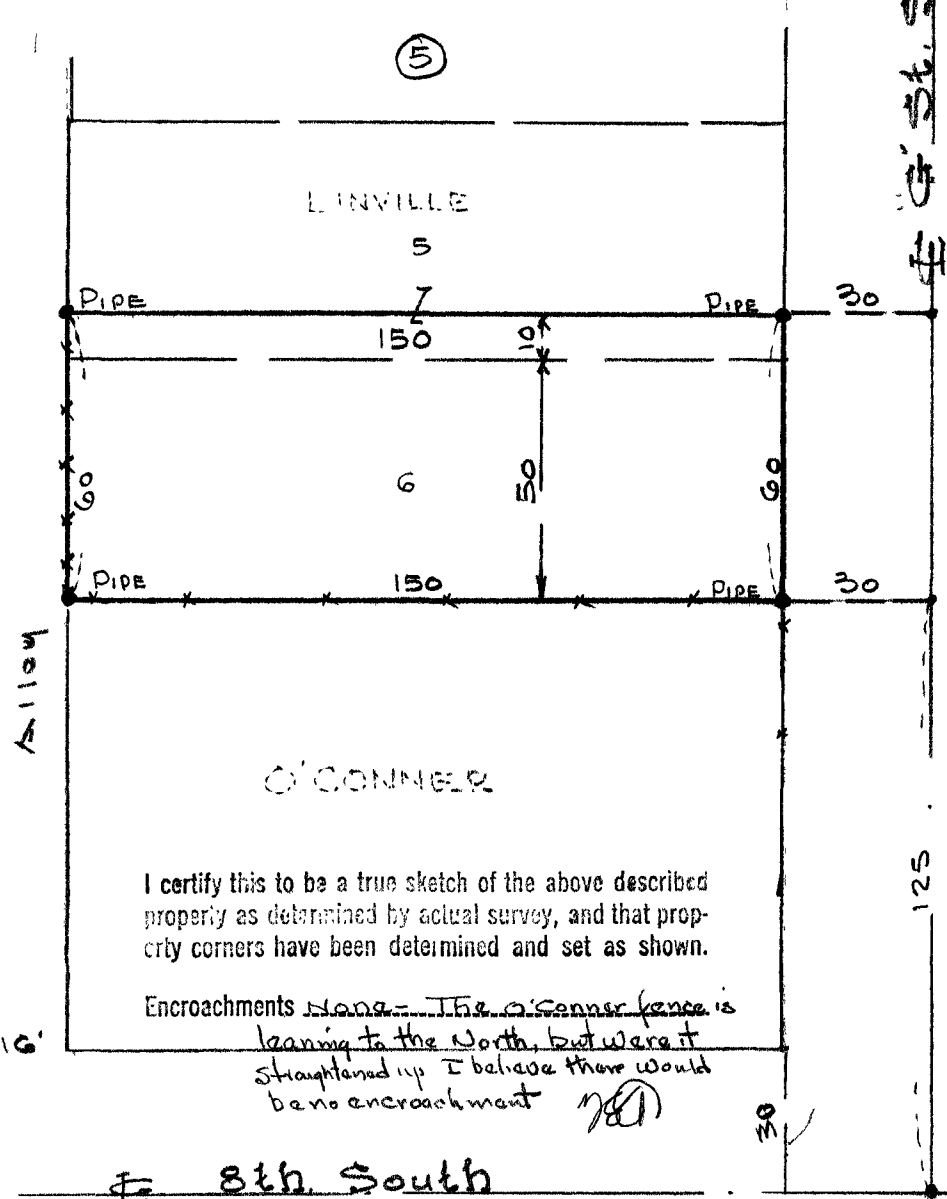 5
LINVILLE
5
PIPE
PIPE
30
150
10
60
6
50
60
PIPE
150
PIPE
30
Alley
O'CONNER
I certify this to be a true sketch of the above described
property as determined by actual survey, and that prop-
erty corners have been determined and set as shown.
125
Encroachments None - The O'Conner fence is
leaning to the North, but were it
straightened up I believe there would
be no encroachment
16'
30
8th South